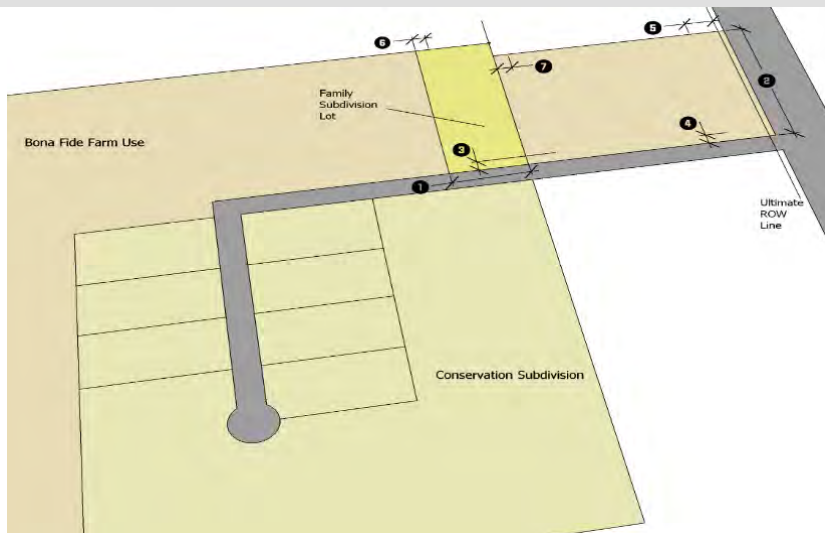 6
5
7
2
Family
Subdivision
Lot
Bona Fide Farm Use
4
3
1
Ultimate
ROW
Line
Conservation Subdivision